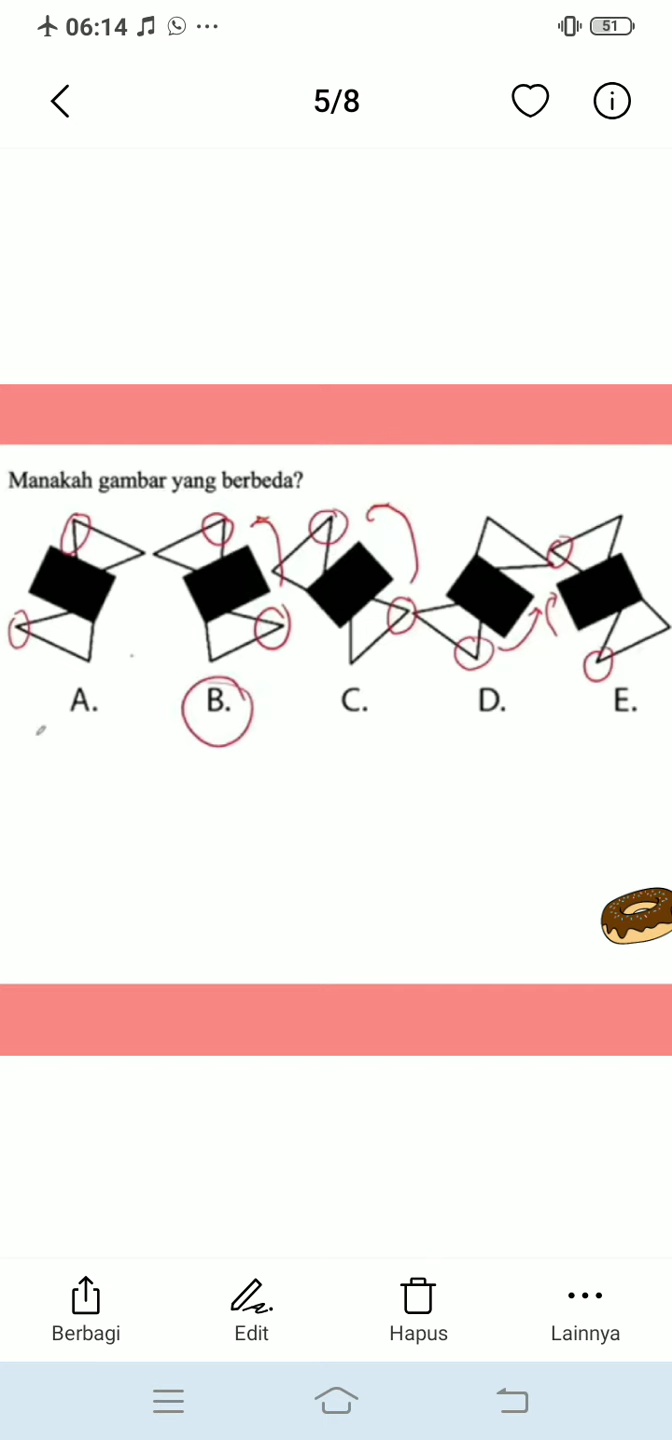 06:14
51
5/8
Manakah gambar yang berbeda?
A. B. C. D. E.
Berbagi Edit Hapus Lainnya